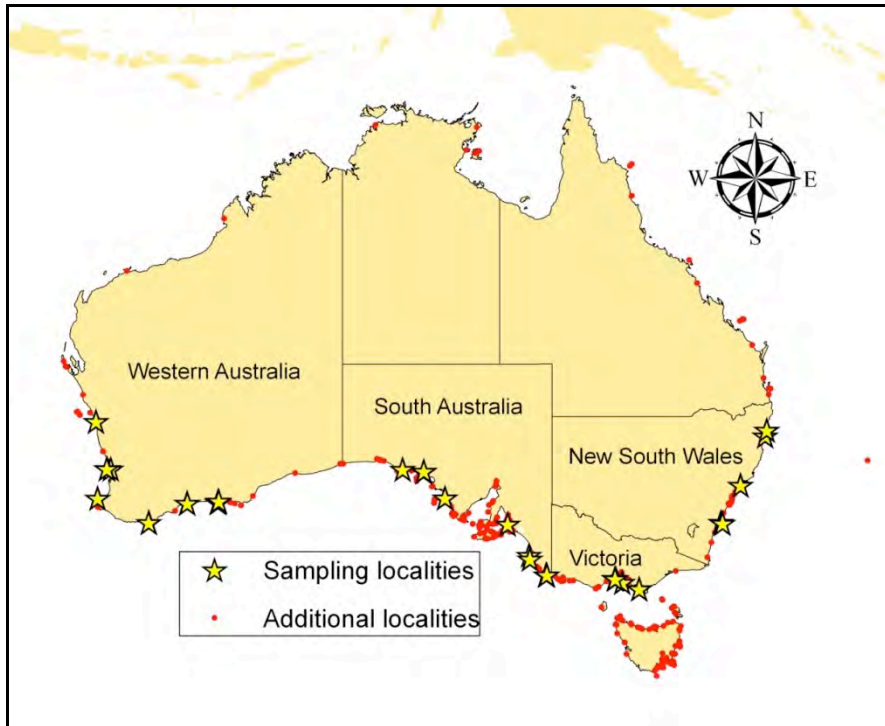 N
W E
S
Western Australia
South Australia
New South Wales
Victoria
Sampling localities
Additional localities